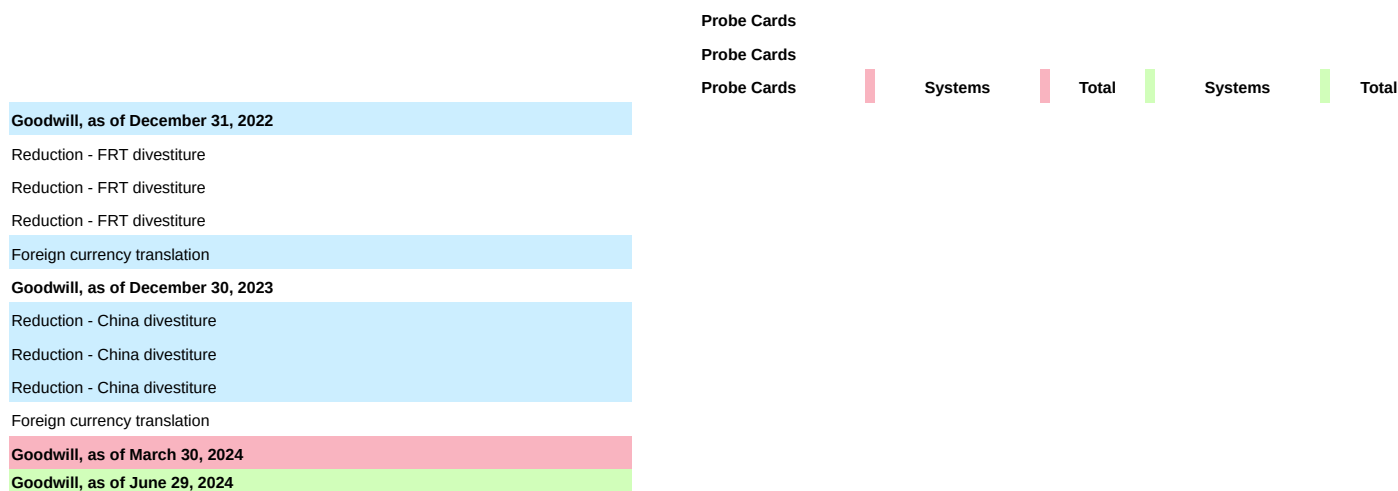 Probe Cards
Probe Cards
Probe Cards Systems Total Systems Total
Goodwill, as of December 31, 2022
Reduction - FRT divestiture
Reduction - FRT divestiture
Reduction - FRT divestiture
Foreign currency translation
Goodwill, as of December 30, 2023
Reduction - China divestiture
Reduction - China divestiture
Reduction - China divestiture
Foreign currency translation
Goodwill, as of March 30, 2024
Goodwill, as of June 29, 2024